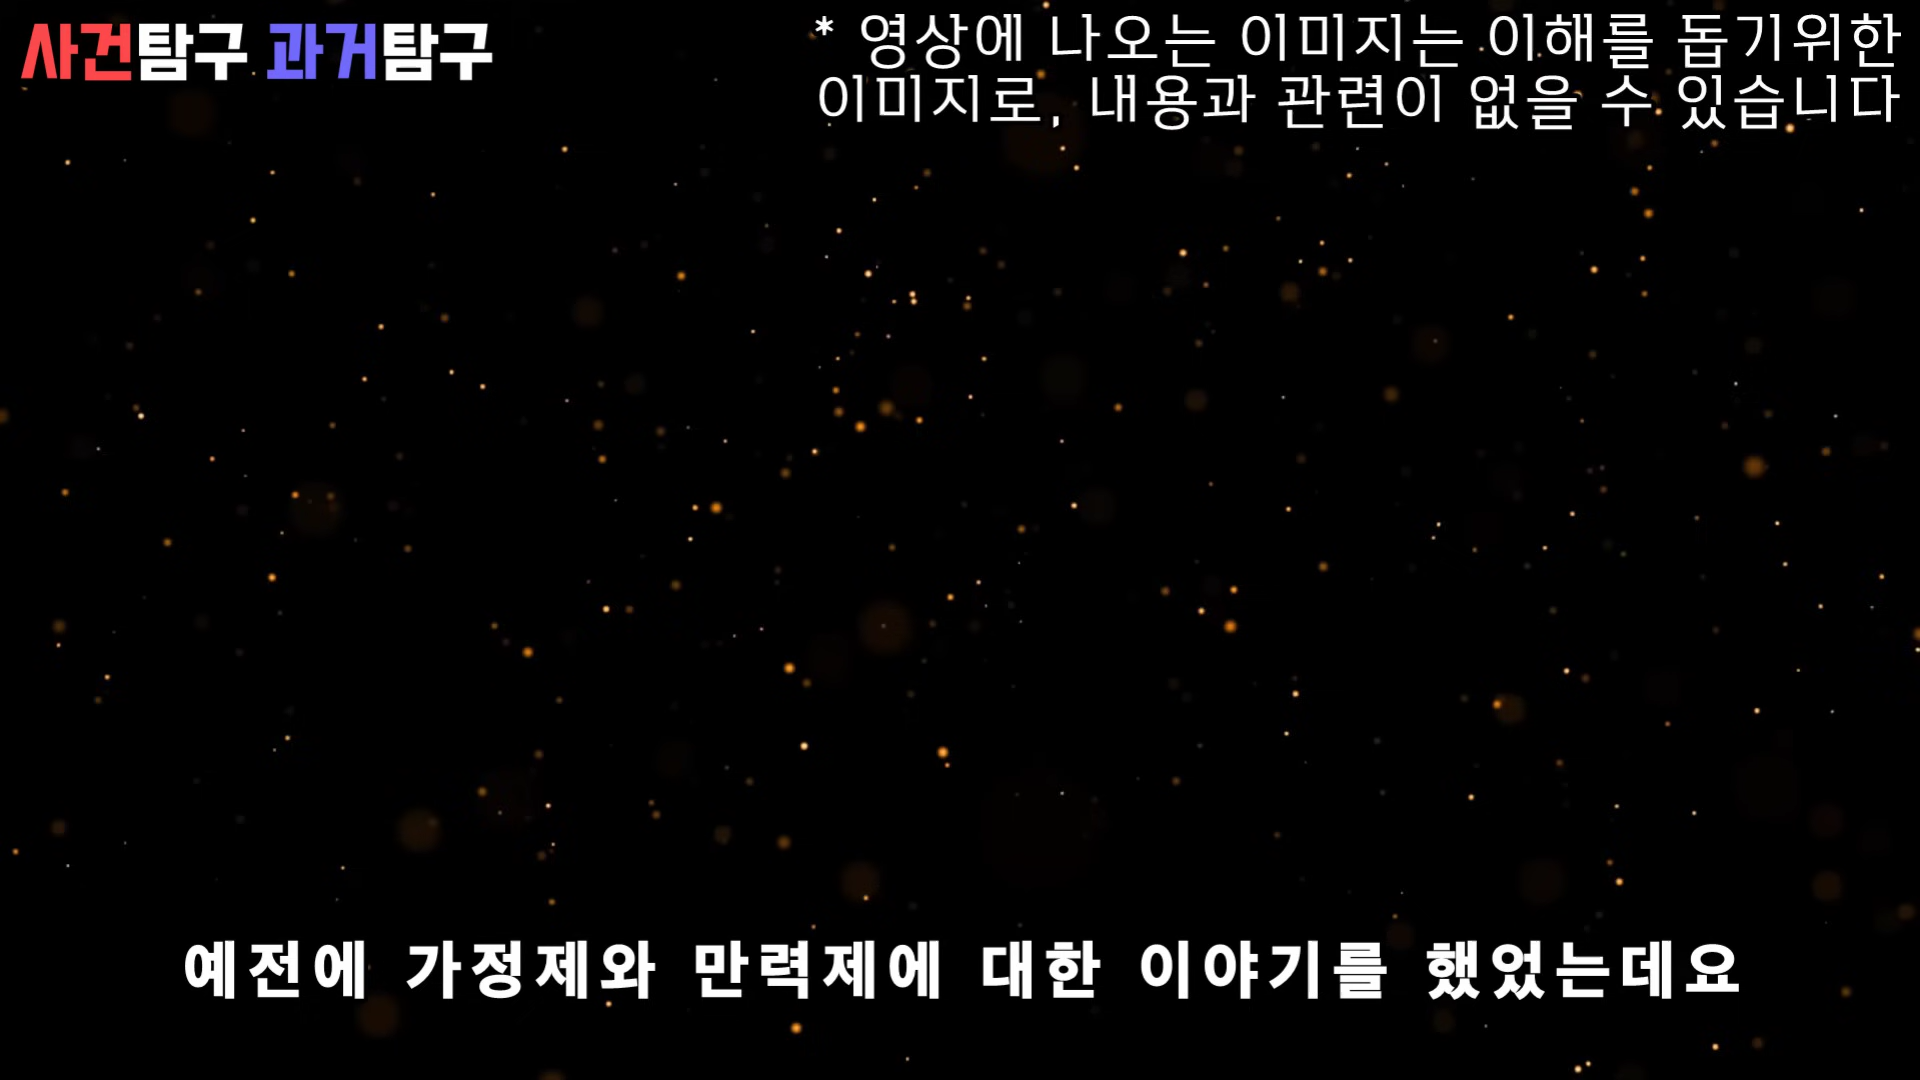 사건탐구 과거탐구
* 영상에 나오는 이미지는 이해를 돕기위한
이미지로, 내용과 관련이 없을 수 있습니다
예전에 가정제와 만력제에 대한 이야기를 했었는데요